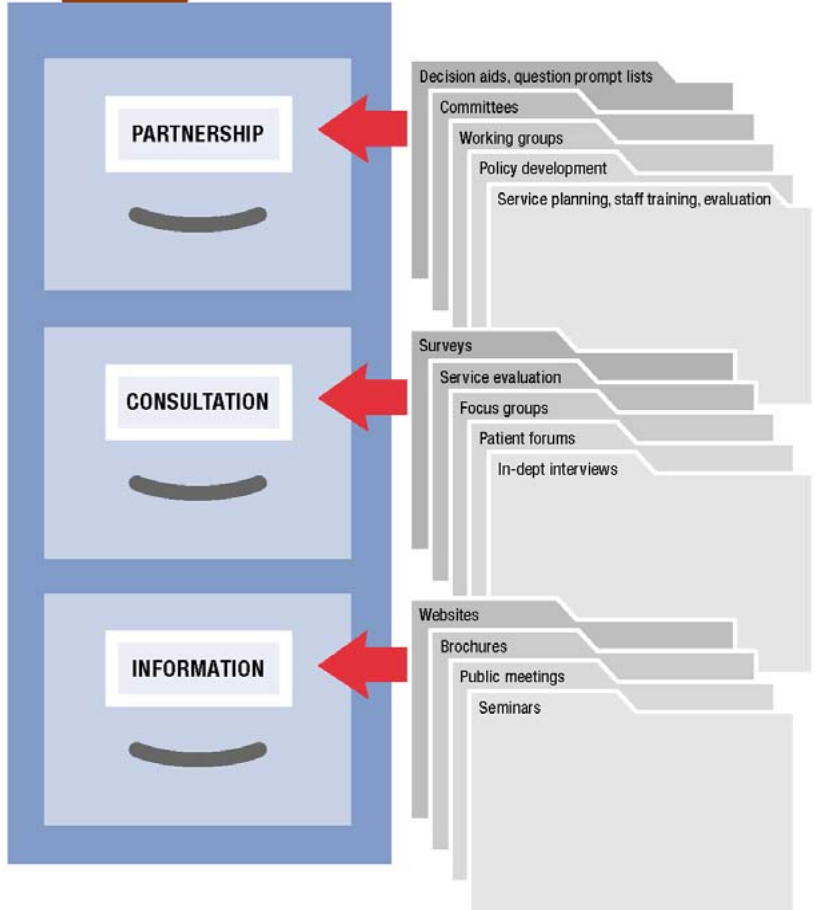 PARTNERSHIP
Decision aids, question prompt lists
Committees
Working groups
Policy development
Service planning, staff training, evaluation
CONSULTATION
Surveys
Service evaluation
Focus groups
Patient forums
In-dept interviews
INFORMATION
Websites
Brochures
Public meetings
Seminars